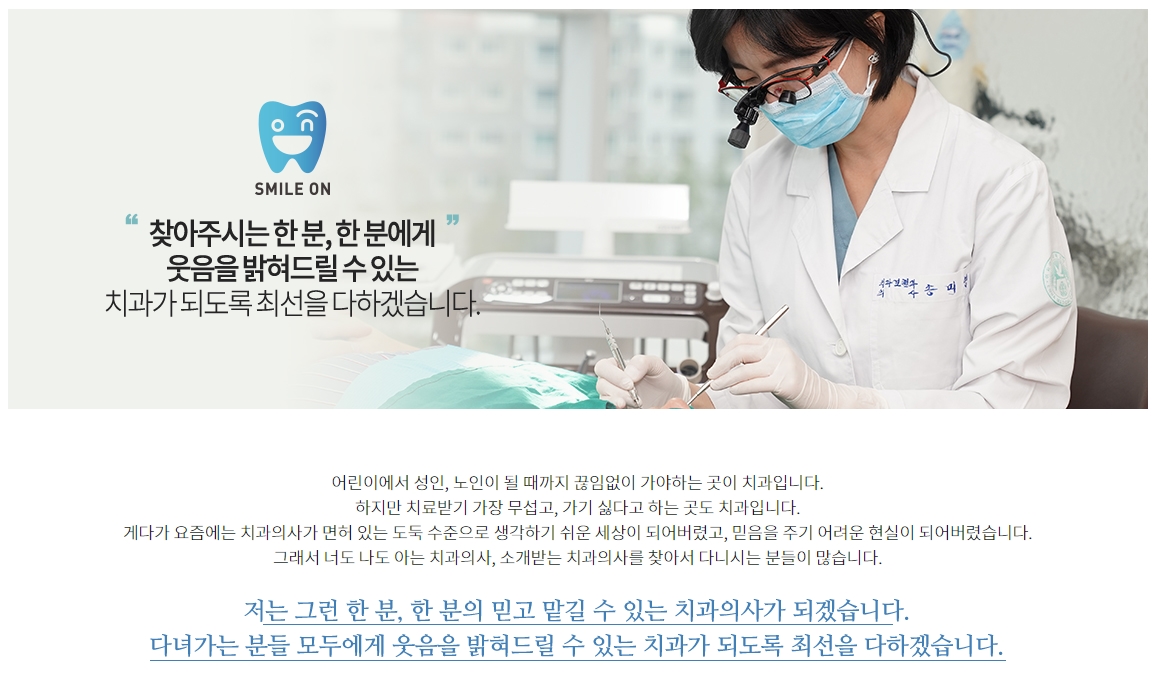 SMILE ON
“ 찾아주시는 한 분, 한 분에게 ”
웃음을 밝혀드릴 수 있는
치과가 되도록 최선을 다하겠습니다.
어린이에서 성인, 노인이 될 때까지 끊임없이 가야하는 곳이 치과입니다.
하지만 치료받기 가장 무섭고, 가기 싫다고 하는 곳도 치과입니다.
게다가 요즘에는 치과의사가 면허 있는 도둑 수준으로 생각하기 쉬운 세상이 되어버렸고, 믿음을 주기 어려운 현실이 되어버렸습니다.
그래서 너도 나도 아는 치과의사, 소개받는 치과의사를 찾아서 다니시는 분들이 많습니다.
저는 그런 한 분, 한 분의 믿고 맡길 수 있는 치과의사가 되겠습니다.
다녀가는 분들 모두에게 웃음을 밝혀드릴 수 있는 치과가 되도록 최선을 다하겠습니다.